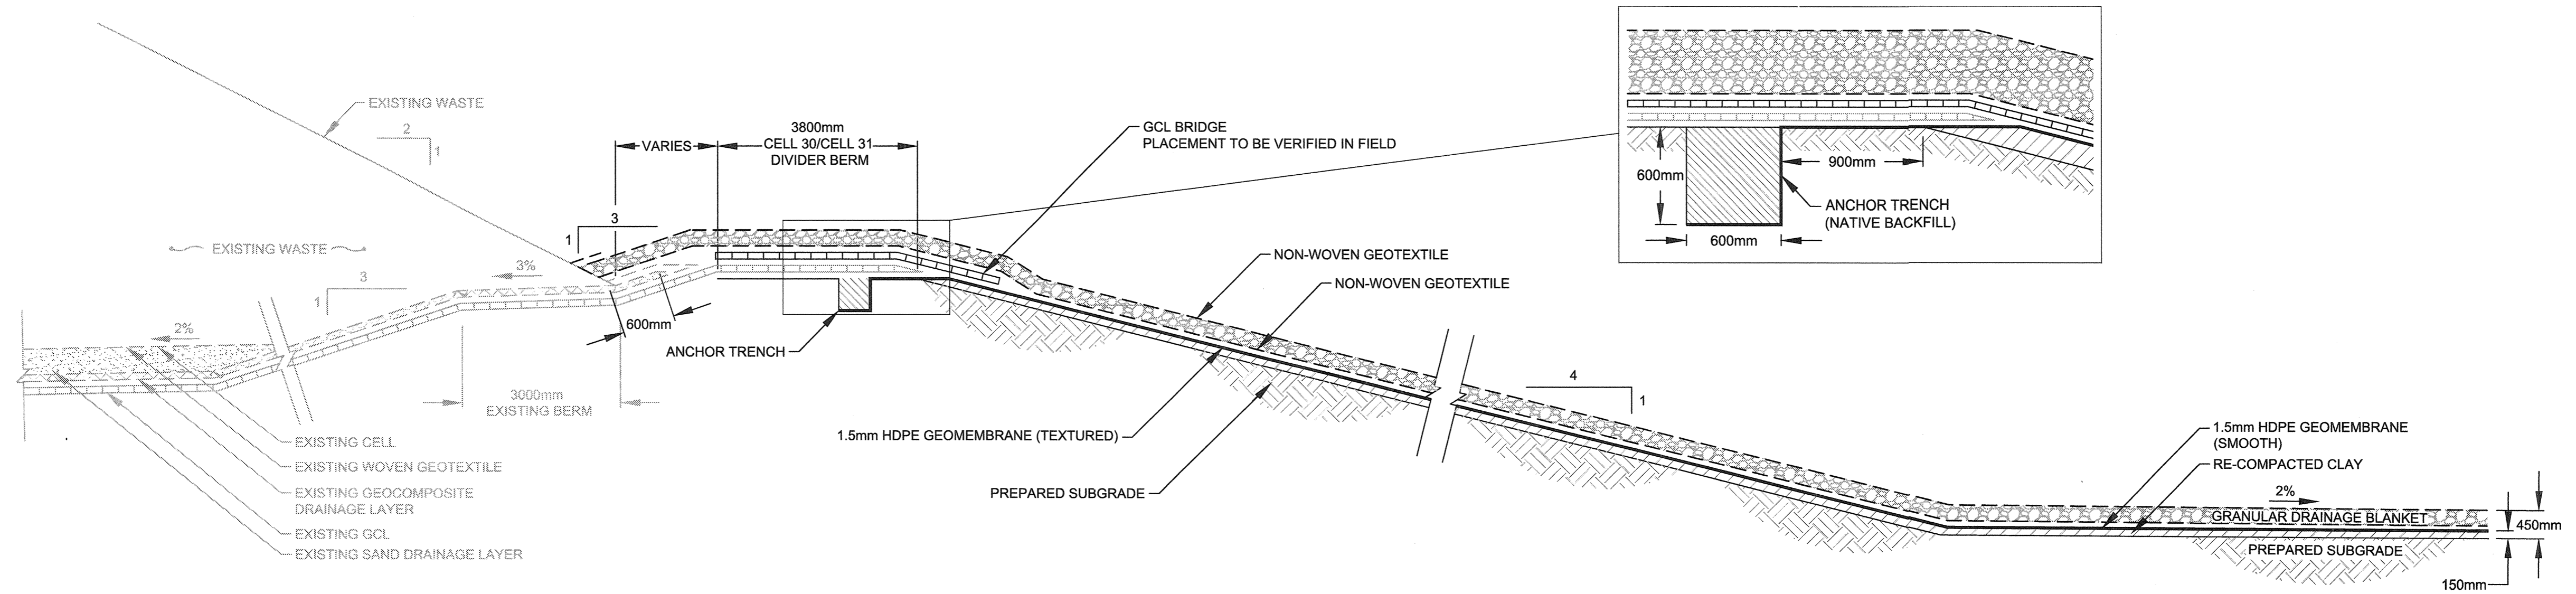 EXISTING WASTE
2
1
EXISTING WASTE
3
1
3%
2%
3000mm
EXISTING BERM
EXISTING CELL
EXISTING WOVEN GEOTEXTILE
EXISTING GEOCOMPOSITE
DRAINAGE LAYER
EXISTING GCL
EXISTING SAND DRAINAGE LAYER
VARIES
3800mm
CELL 30/CELL 31
DIVIDER BERM
3
1
600mm
ANCHOR TRENCH
GCL BRIDGE
PLACEMENT TO BE VERIFIED IN FIELD
NON-WOVEN GEOTEXTILE
NON-WOVEN GEOTEXTILE
1.5mm HDPE GEOMEMBRANE (TEXTURED)
PREPARED SUBGRADE
4
1
600mm
900mm
600mm
ANCHOR TRENCH
(NATIVE BACKFILL)
1.5mm HDPE GEOMEMBRANE
(SMOOTH)
RE-COMPACTED CLAY
2%
GRANULAR DRAINAGE BLANKET
450mm
PREPARED SUBGRADE
150mm